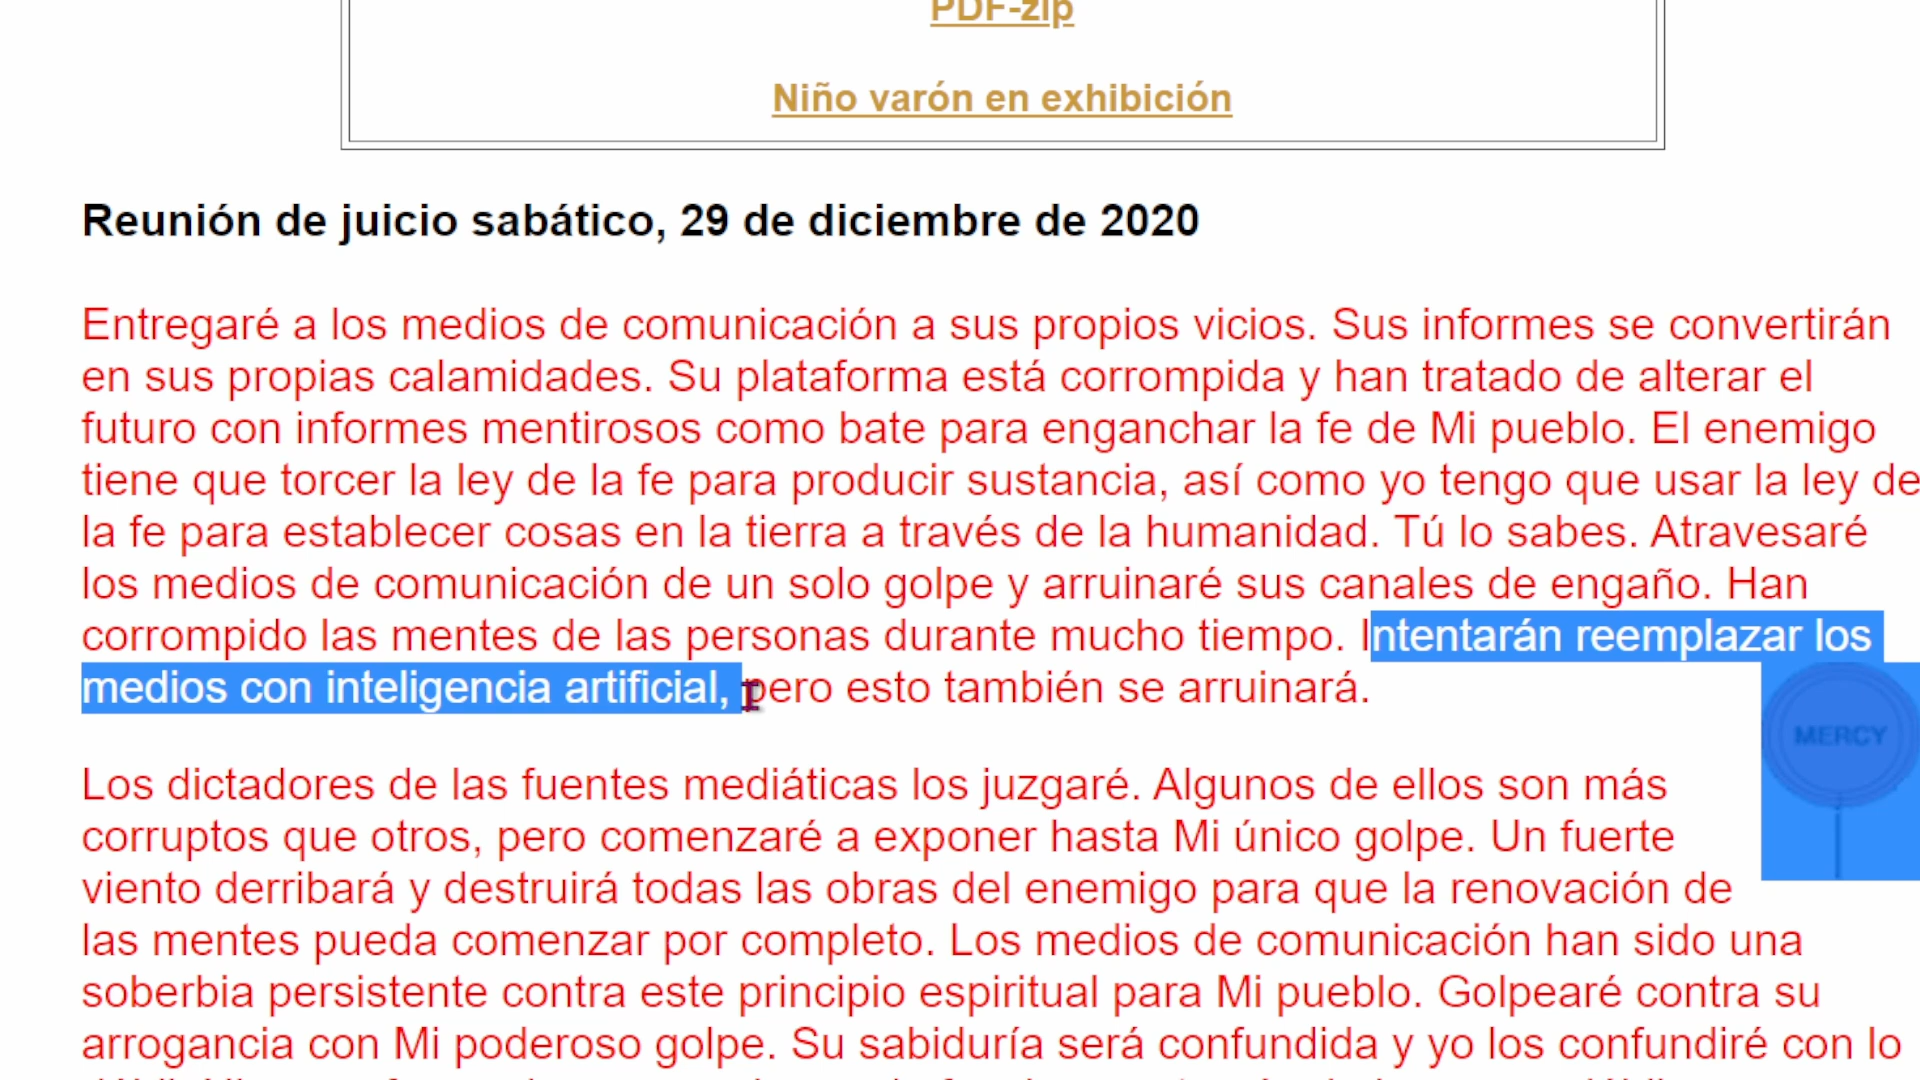 PDF-zip
Niño varón en exhibición
Reunión de juicio sabático, 29 de diciembre de 2020
Entregaré a los medios de comunicación a sus propios vicios. Sus informes se convertirán
en sus propias calamidades. Su plataforma está corrompida y han tratado de alterar el
futuro con informes mentirosos como bate para enganchar la fe de Mi pueblo. El enemigo
tiene que torcer la ley de la fe para producir sustancia, así como yo tengo que usar la ley de
la fe para establecer cosas en la tierra a través de la humanidad. Tú lo sabes. Atravesaré
los medios de comunicación de un solo golpe y arruinaré sus canales de engaño. Han
corrompido las mentes de las personas durante mucho tiempo. Intentarán reemplazar los
medios con inteligencia artificial, pero esto también se arruinará.
MERCY
Los dictadores de las fuentes mediáticas los juzgaré. Algunos de ellos son más
corruptos que otros, pero comenzaré a exponer hasta Mi único golpe. Un fuerte
viento derribará y destruirá todas las obras del enemigo para que la renovación de
las mentes pueda comenzar por completo. Los medios de comunicación han sido una
soberbia persistente contra este principio espiritual para Mi pueblo. Golpearé contra su
arrogancia con Mi poderoso golpe. Su sabiduría será confundida y yo los confundiré con lo